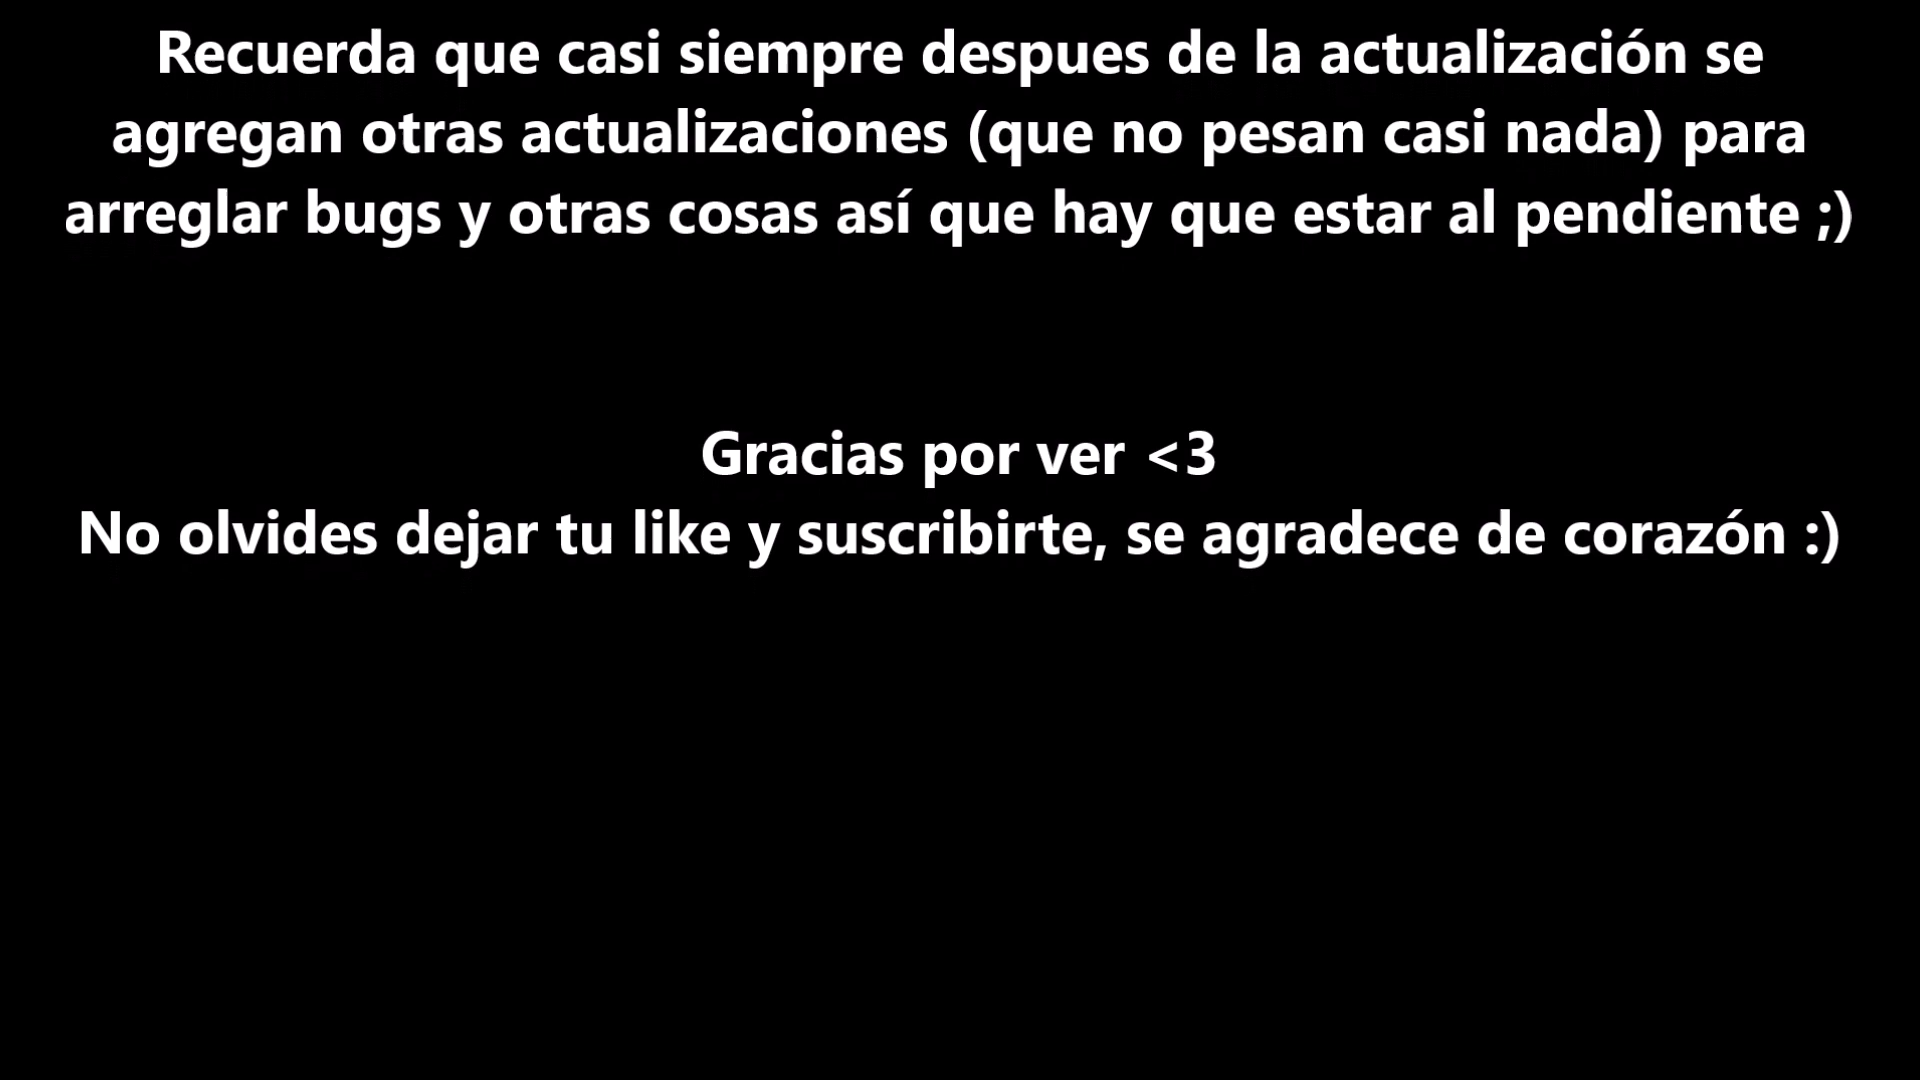 Recuerda que casi siempre despues de la actualización se
agregan otras actualizaciones (que no pesan casi nada) para
arreglar bugs y otras cosas así que hay que estar al pendiente ;)
Gracias por ver <3
No olvides dejar tu like y suscribirte, se agradece de corazón :)